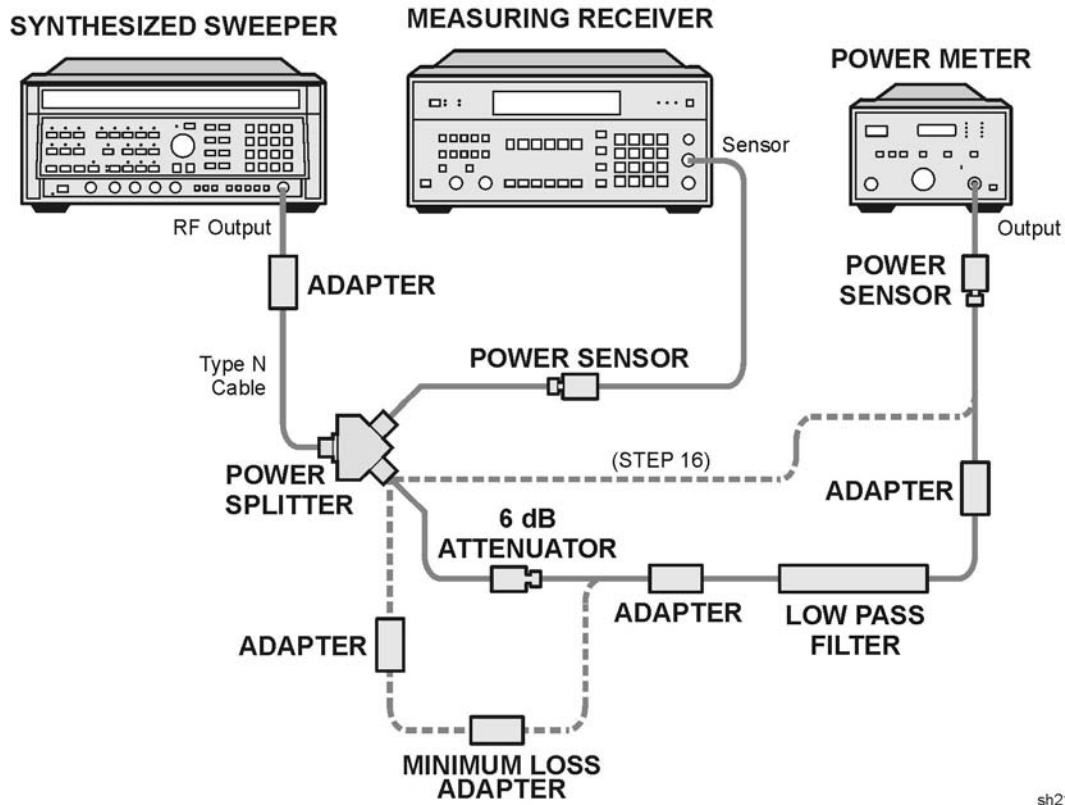 SYNTHESIZED SWEEPER
MEASURING RECEIVER
POWER METER
Sensor
RF Output
Output
ADAPTER
POWER
SENSOR
Type N
Cable
POWER SENSOR
(STEP 16)
POWER
SPLITTER
ADAPTER
6 dB
ATTENUATOR
ADAPTER
LOW PASS
FILTER
ADAPTER
MINIMUM LOSS
ADAPTER